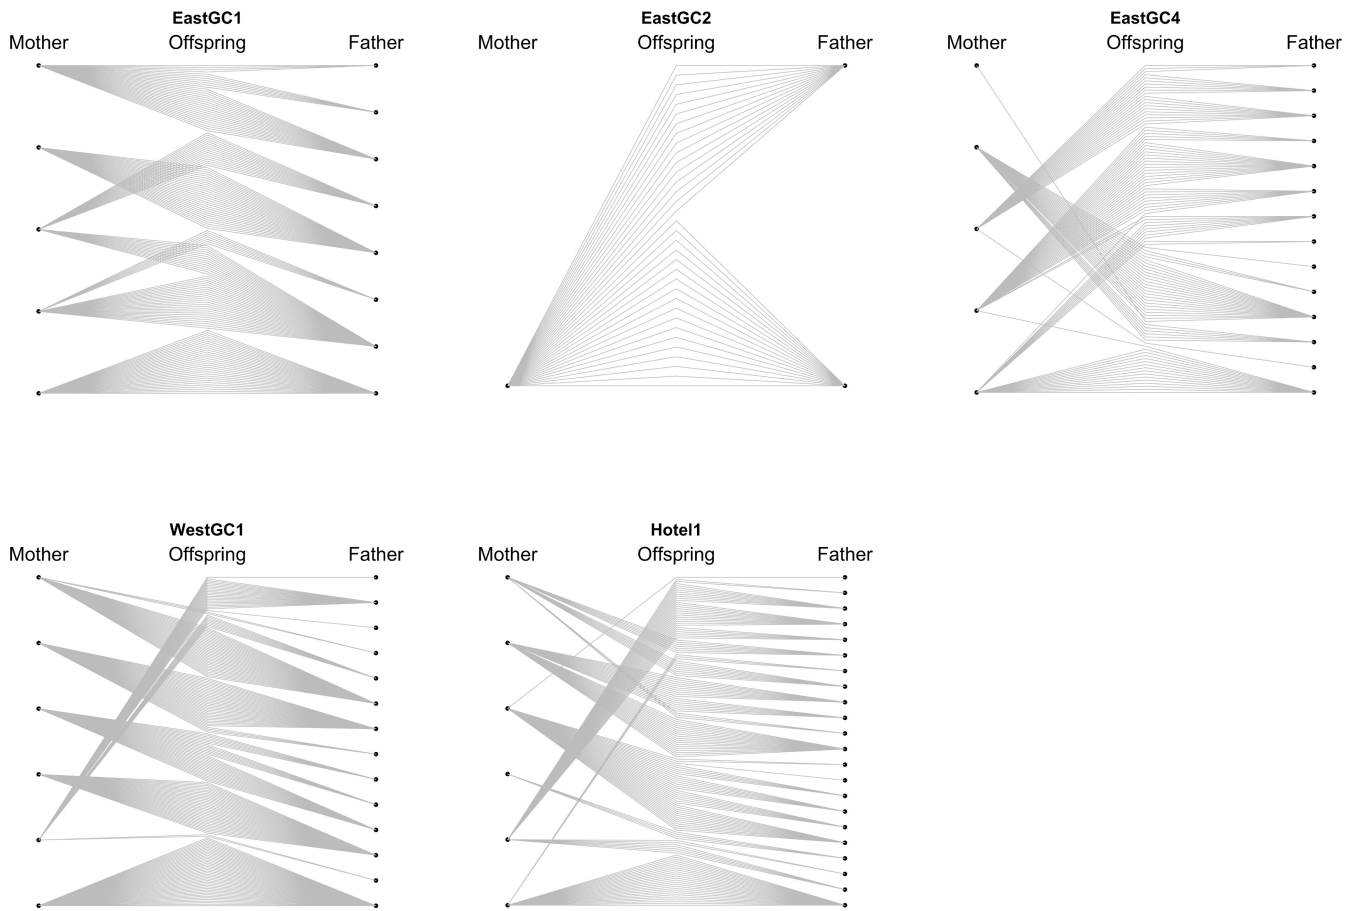 EastGC1
Mother Offspring Father
EastGC2
Mother Offspring Father
EastGC4
Mother Offspring Father
WestGC1
Mother Offspring Father
Hotel1
Mother Offspring Father